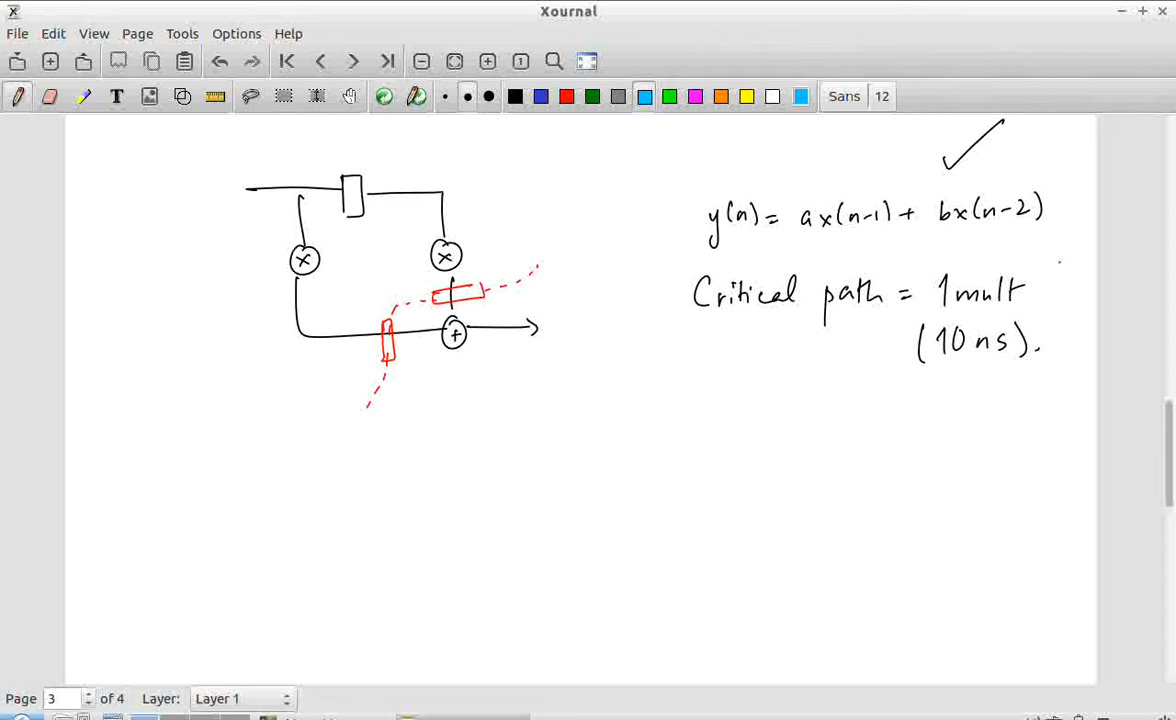 Xournal
File Edit View Page Tools Options Help
T Sans 12
y(n) = ax(n-1) + bx(n-2)
× ×
Critical path = 1 mult
+
(10 ns).
Page 3 of 4 Layer: Layer 1